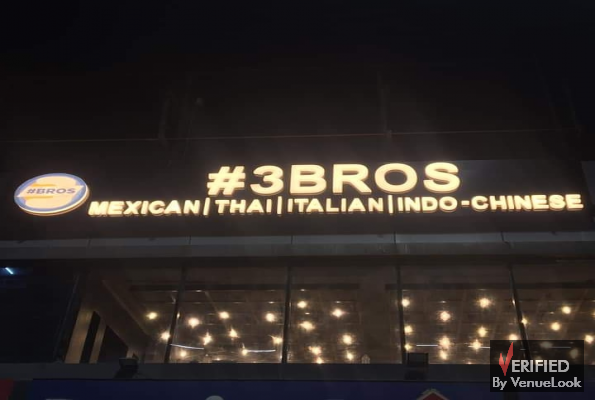 #3BROS
#BROS
MEXICAN|THAI|ITALIAN|INDO-CHINESE
VERIFIED
By VenueLook